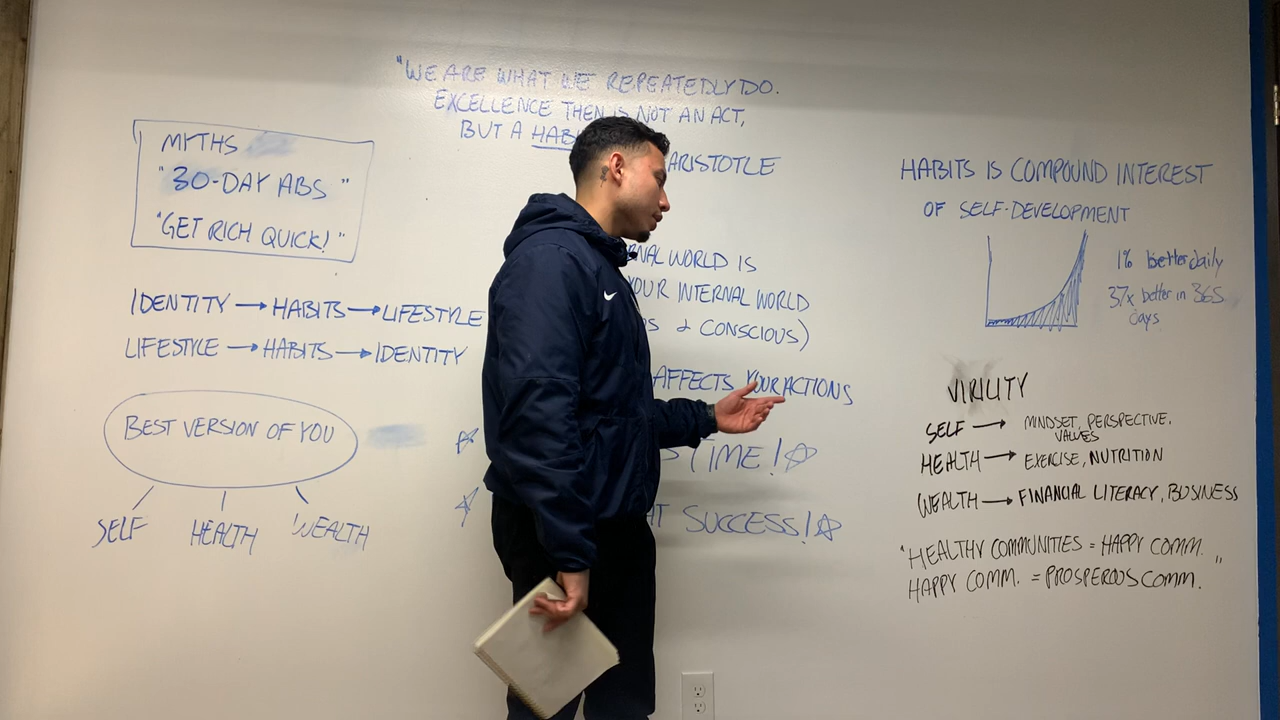 "WE ARE WHAT WE REPEATEDLY DO.
EXCELLENCE THEN IS NOT AN ACT,
BUT A HAB
ARISTOTLE
MYTHS
"30-DAY ABS"
"GET RICH QUICK!"
IDENTITY → HABITS → LIFESTYLE
LIFESTYLE → HABITS → IDENTITY
BEST VERSION OF YOU
SELF HEALTH WEALTH
RNAL WORLD IS
YOUR INTERNAL WORLD
S & CONSCIOUS)
AFFECTS YOUR ACTIONS
TIME!
SUCCESS!
HABITS IS COMPOUND INTEREST
OF SELF-DEVELOPMENT
1% better daily
37x better in 365
days
VIRILITY
SELF → MINDSET, PERSPECTIVE,
VALUES
HEALTH → EXERCISE, NUTRITION
WEALTH → FINANCIAL LITERACY, BUSINESS
"HEALTHY COMMUNITIES = HAPPY COMM.
HAPPY COMM. = PROSPEROUS COMM."